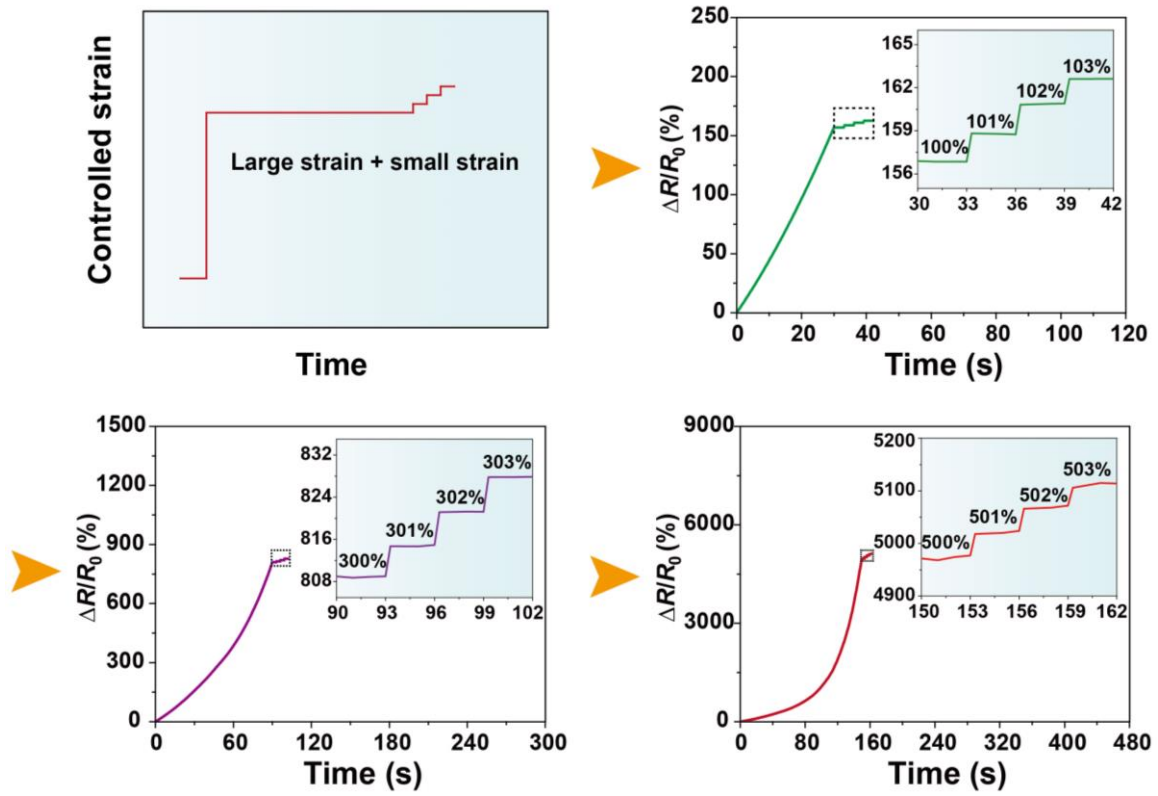 Controlled strain
Large strain + small strain
Time
ΔR/R0 (%)
250
200
150
100
50
0
0 20 40 60 80 100 120
Time (s)
165
162
159
156
100%
101%
102%
103%
30 33 36 39 42
ΔR/R0 (%)
1500
1200
900
600
300
0
0 60 120 180 240 300
Time (s)
832
824
816
808
300%
301%
302%
303%
90 93 96 99 102
ΔR/R0 (%)
9000
6000
3000
0
0 80 160 240 320 400 480
Time (s)
5200
5100
5000
4900
500%
501%
502%
503%
150 153 156 159 162